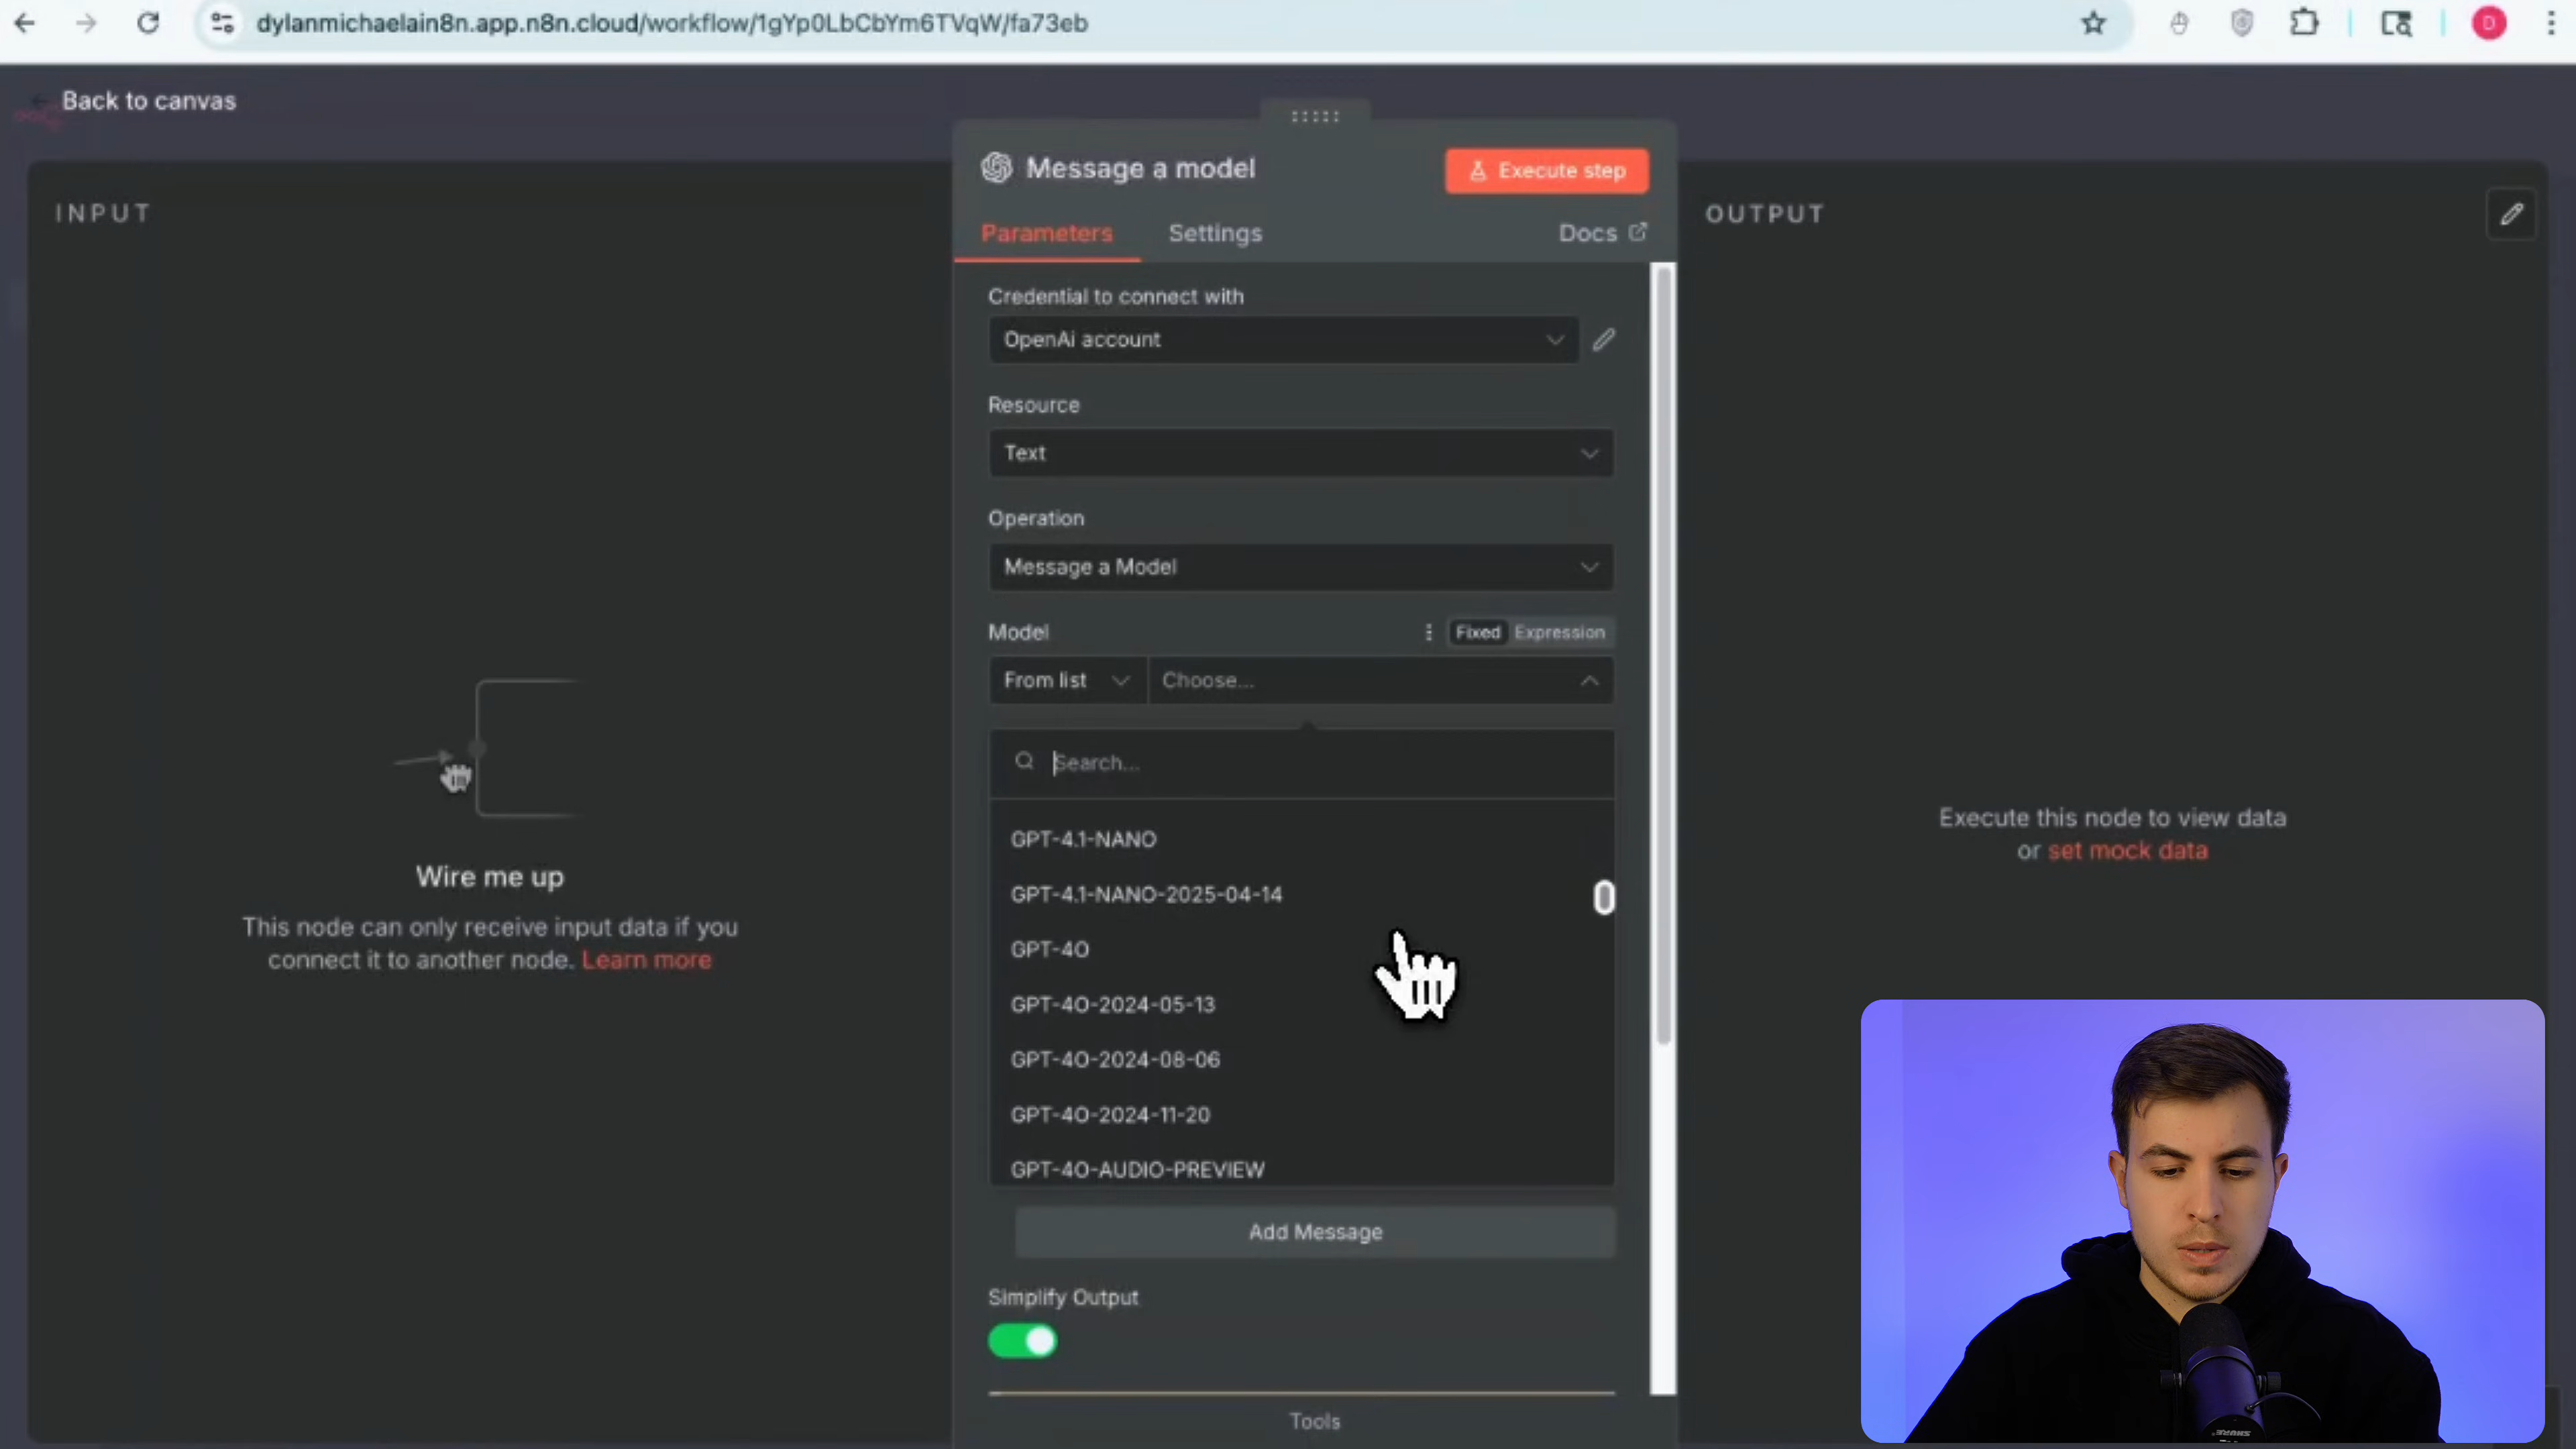 dylanmichaelain8n.app.n8n.cloud/workflow/1gYp0LbCbYm6TVqW/fa73eb
D
Back to canvas
Message a model
Execute step
INPUT
Parameters
Settings
Docs
OUTPUT
Credential to connect with
OpenAi account
Resource
Text
Operation
Message a Model
Model
Fixed
Expression
From list
Choose...
Search...
GPT-4.1-NANO
GPT-4.1-NANO-2025-04-14
GPT-4O
GPT-4O-2024-05-13
GPT-4O-2024-08-06
GPT-4O-2024-11-20
GPT-4O-AUDIO-PREVIEW
Wire me up
This node can only receive input data if you
connect it to another node. Learn more
Execute this node to view data
or set mock data
Add Message
Simplify Output
Tools